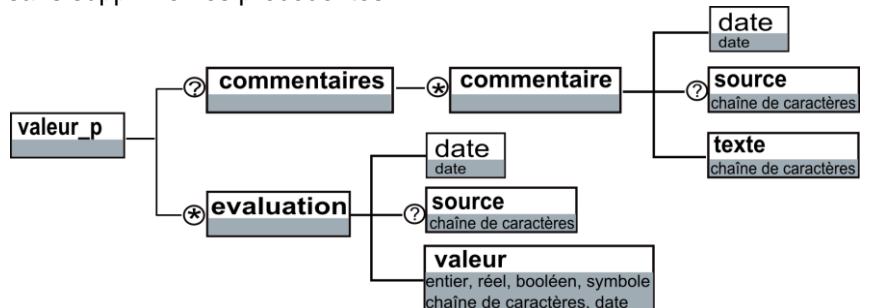 date
date
commentaires
commentaire
source
chaîne de caractères
valeur_p
texte
chaîne de caractères
date
date
evaluation
source
chaîne de caractères
valeur
entier, réel, booléen, symbole
chaîne de caractères, date